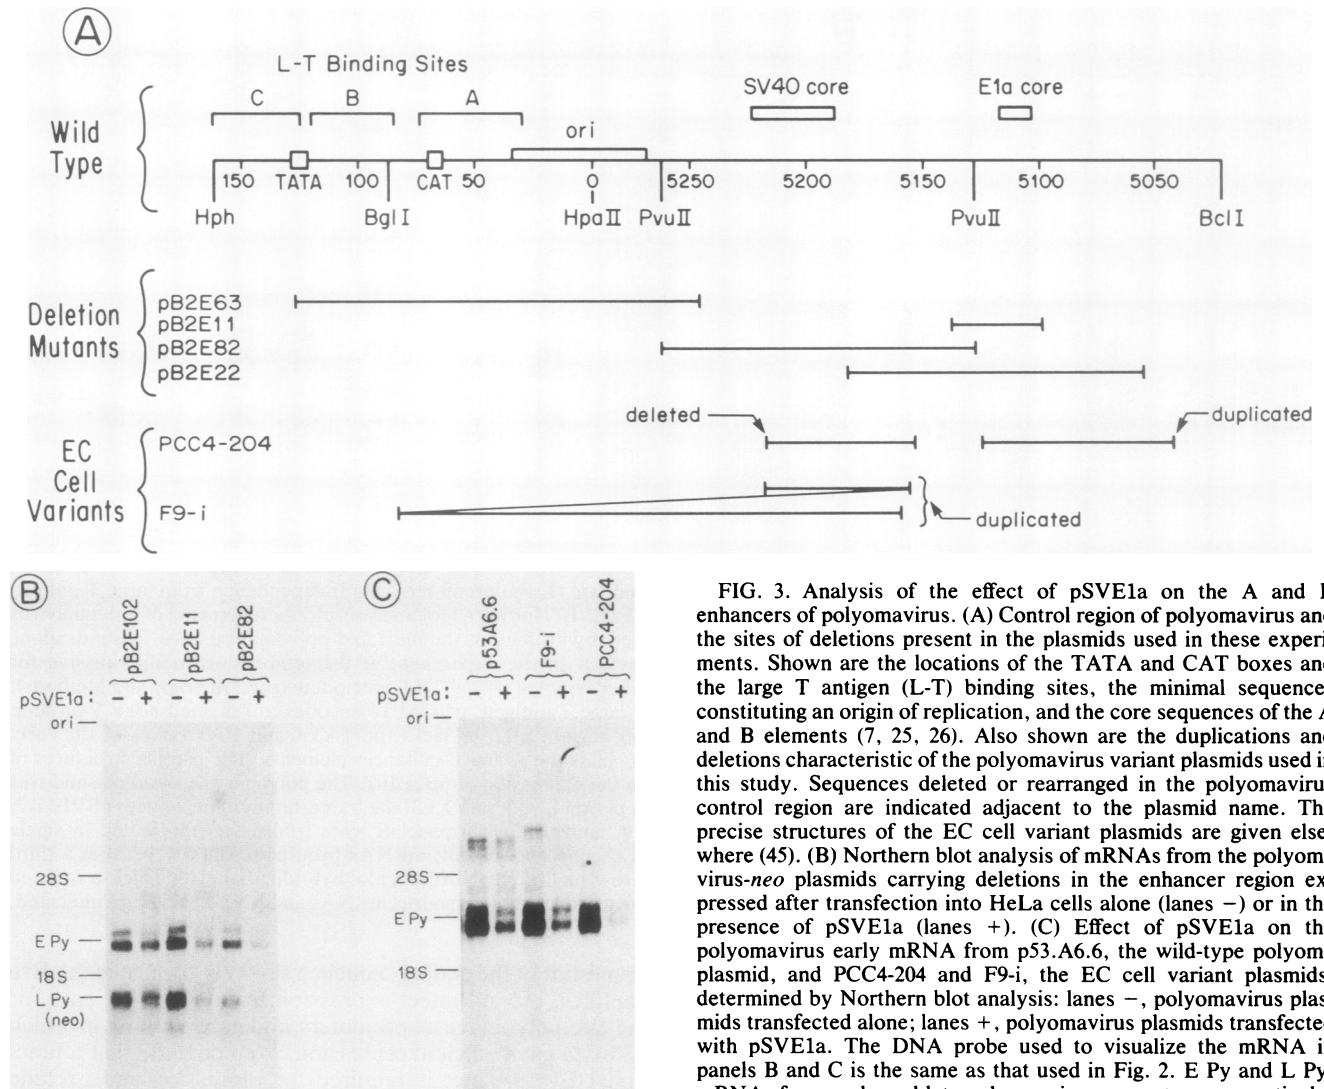 A
L-T Binding Sites
C B A
SV40 core
E1a core
ori
Wild
Type
150 TATA 100 CAT 50 0 5250 5200 5150 5100 5050
Hph Bgl I Hpa II Pvu II Pvu II Bcl I
Deletion
Mutants
pB2E63
pB2E11
pB2E82
pB2E22
deleted
duplicated
EC
Cell
Variants
PCC4-204
F9-i
duplicated
B
pB2E102
pB2E11
pB2E82
pSVE1a: - + - + - +
ori
28S
E Py
18S
L Py
(neo)
C
p53A6.6
F9-i
PCC4-204
pSVE1a: - + - + - +
ori
28S
E Py
18S
FIG. 3. Analysis of the effect of pSVE1a on the A and
enhancers of polyomavirus. (A) Control region of polyomavirus an
the sites of deletions present in the plasmids used in these experi
ments. Shown are the locations of the TATA and CAT boxes an
the large T antigen (L-T) binding sites, the minimal sequence
constituting an origin of replication, and the core sequences of the
and B elements (7, 25, 26). Also shown are the duplications an
deletions characteristic of the polyomavirus variant plasmids used i
this study. Sequences deleted or rearranged in the polyomaviru
control region are indicated adjacent to the plasmid name. Th
precise structures of the EC cell variant plasmids are given else
where (45). (B) Northern blot analysis of mRNAs from the polyom
virus-neo plasmids carrying deletions in the enhancer region ex
pressed after transfection into HeLa cells alone (lanes −) or in th
presence of pSVE1a (lanes +). (C) Effect of pSVE1a on th
polyomavirus early mRNA from p53.A6.6, the wild-type polyom
plasmid, and PCC4-204 and F9-i, the EC cell variant plasmids
determined by Northern blot analysis: lanes −, polyomavirus plas
mids transfected alone; lanes +, polyomavirus plasmids transfecte
with pSVE1a. The DNA probe used to visualize the mRNA i
panels B and C is the same as that used in Fig. 2. E Py and L Py